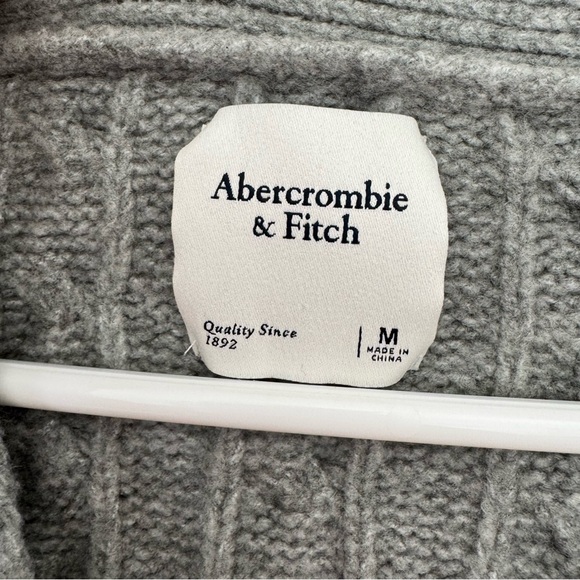 Abercrombie
& Fitch
Quality Since
1892
M
MADE IN
CHINA